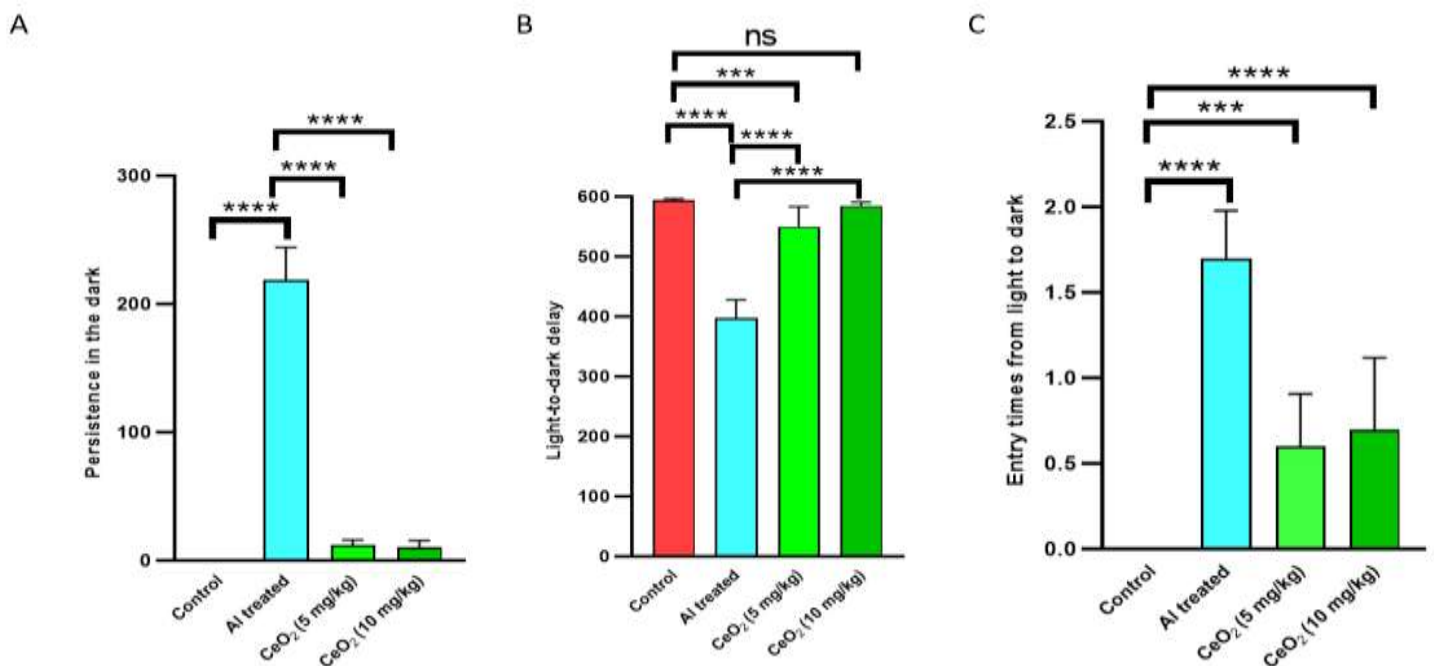 A
B
C
Persistence in the dark
300
200
100
0
****
****
****
Control
Al treated
CeO₂ (5 mg/kg)
CeO₂ (10 mg/kg)
Light-to-dark delay
600
500
400
300
200
100
0
ns
***
****
****
****
Control
Al treated
CeO₂ (5 mg/kg)
CeO₂ (10 mg/kg)
Entry times from light to dark
2.5
2.0
1.5
1.0
0.5
0.0
****
***
****
Control
Al treated
CeO₂ (5 mg/kg)
CeO₂ (10 mg/kg)